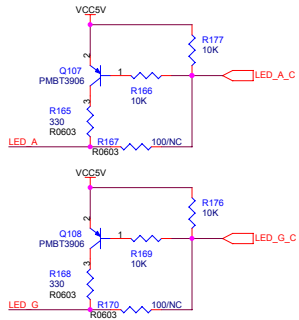 VCC5V
R177
10K
2
Q107
PMBT3906
1
R166
10K
LED_A_C
3
R165
330
R0603
R167
100/NC
LED_A
R0603
VCC5V
R176
10K
2
Q108
PMBT3906
1
R169
10K
LED_G_C
3
R168
330
R0603
LED_G
R170
100/NC
R0603